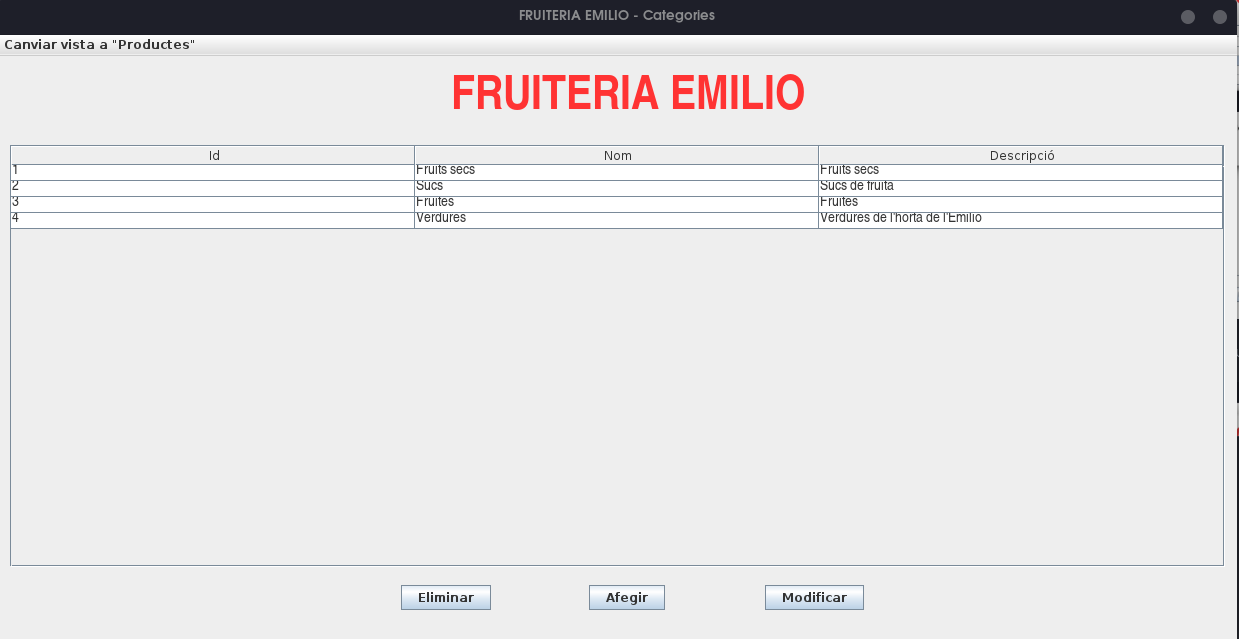 FRUITERIA EMILIO - Categories
Canviar vista a "Productes"
FRUITERIA EMILIO
Id Nom Descripció
1 Fruits secs Fruits secs
2 Sucs Sucs de fruita
3 Fruites Fruites
4 Verdures Verdures de l'horta de l'Emilio
Eliminar Afegir Modificar